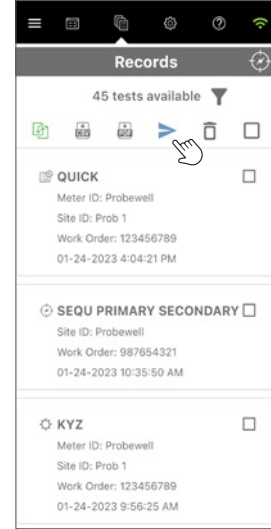 Records
45 tests available
QUICK
Meter ID: Probewell
Site ID: Prob 1
Work Order: 123456789
01-24-2023 4:04:21 PM
SEQU PRIMARY SECONDARY
Site ID: Probewell
Work Order: 987654321
01-24-2023 10:35:50 AM
KYZ
Meter ID: Probewell
Site ID: Prob 1
Work Order: 123456789
01-24-2023 9:56:25 AM